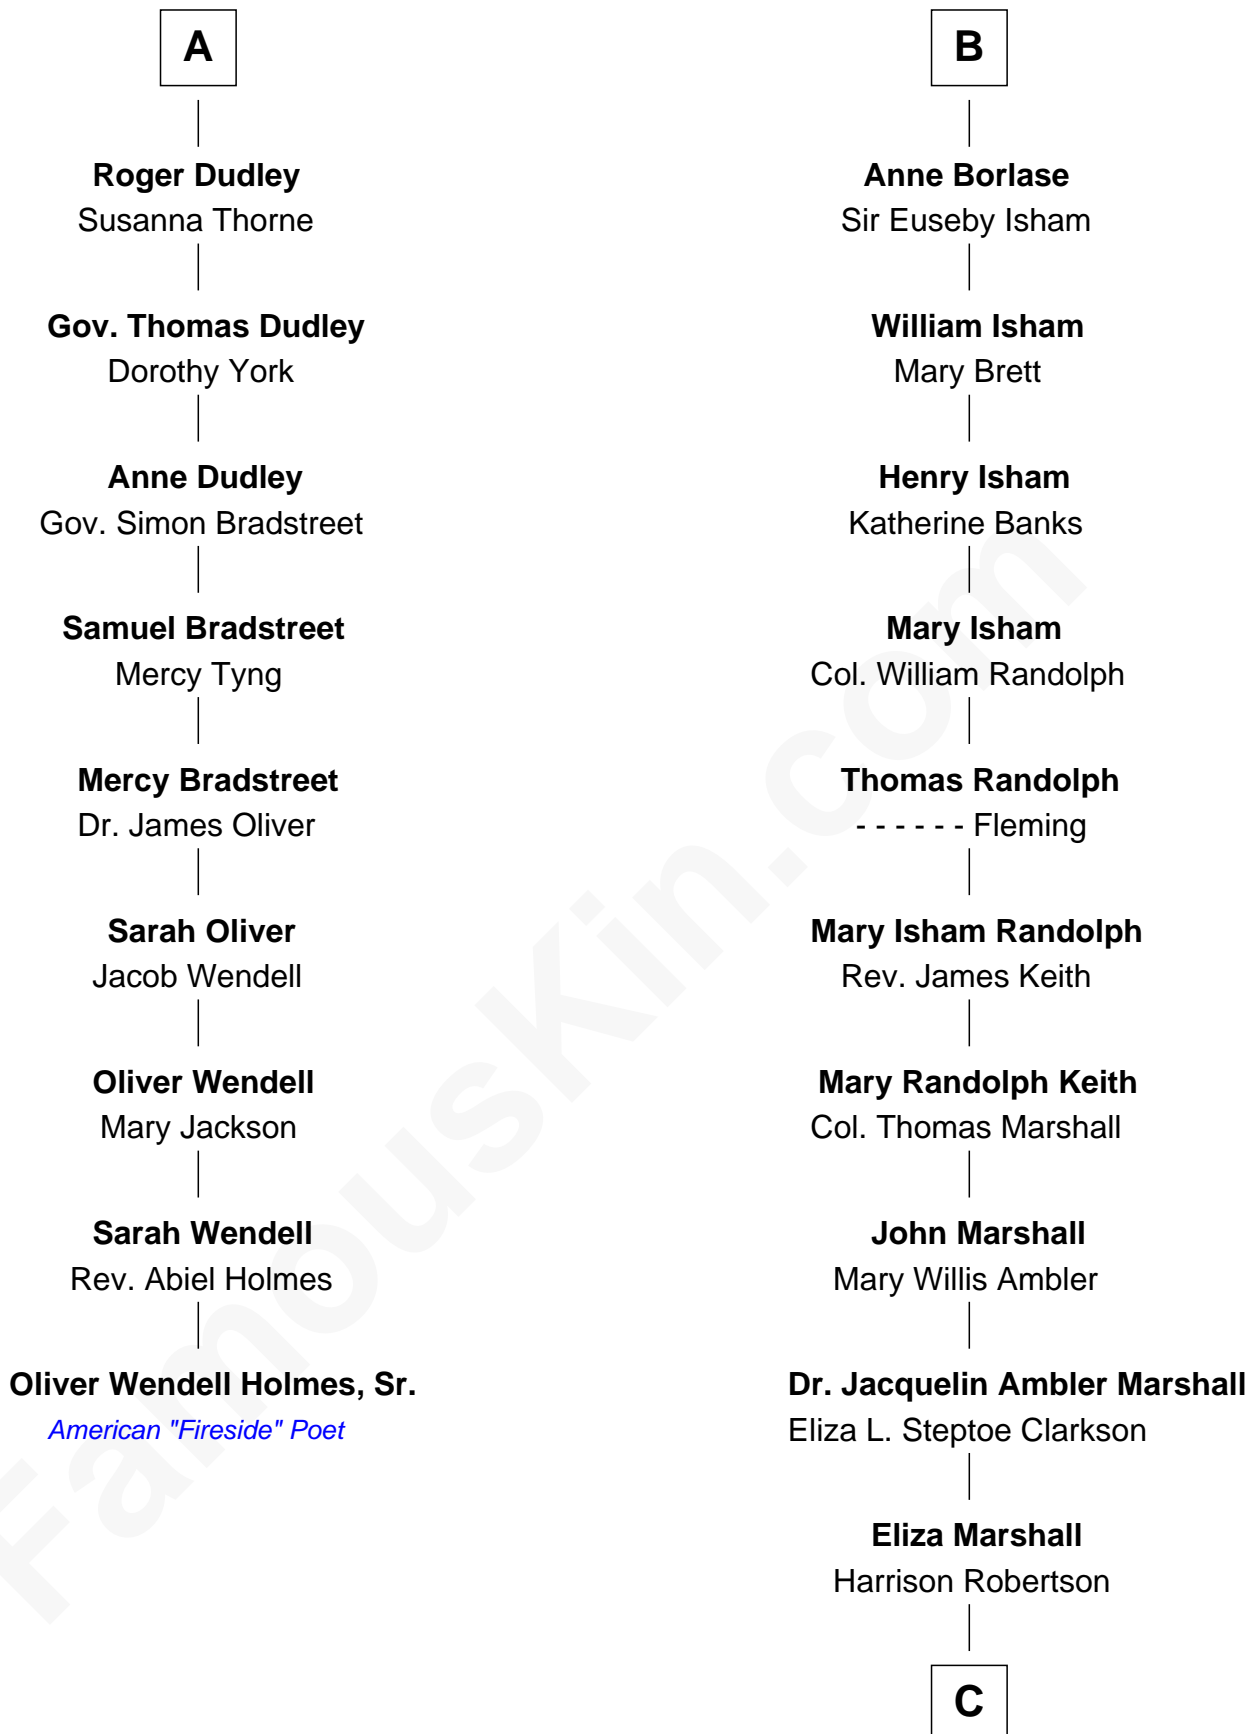 A
Roger Dudley
Susanna Thorne
Gov. Thomas Dudley
Dorothy York
Anne Dudley
Gov. Simon Bradstreet
Samuel Bradstreet
Mercy Tyng
Mercy Bradstreet
Dr. James Oliver
Sarah Oliver
Jacob Wendell
Oliver Wendell
Mary Jackson
Sarah Wendell
Rev. Abiel Holmes
Oliver Wendell Holmes, Sr.
American "Fireside" Poet
B
Anne Borlase
Sir Euseby Isham
William Isham
Mary Brett
Henry Isham
Katherine Banks
Mary Isham
Col. William Randolph
Thomas Randolph
- - - - - - Fleming
Mary Isham Randolph
Rev. James Keith
Mary Randolph Keith
Col. Thomas Marshall
John Marshall
Mary Willis Ambler
Dr. Jacquelin Ambler Marshall
Eliza L. Steptoe Clarkson
Eliza Marshall
Harrison Robertson
C
FamousKin.com